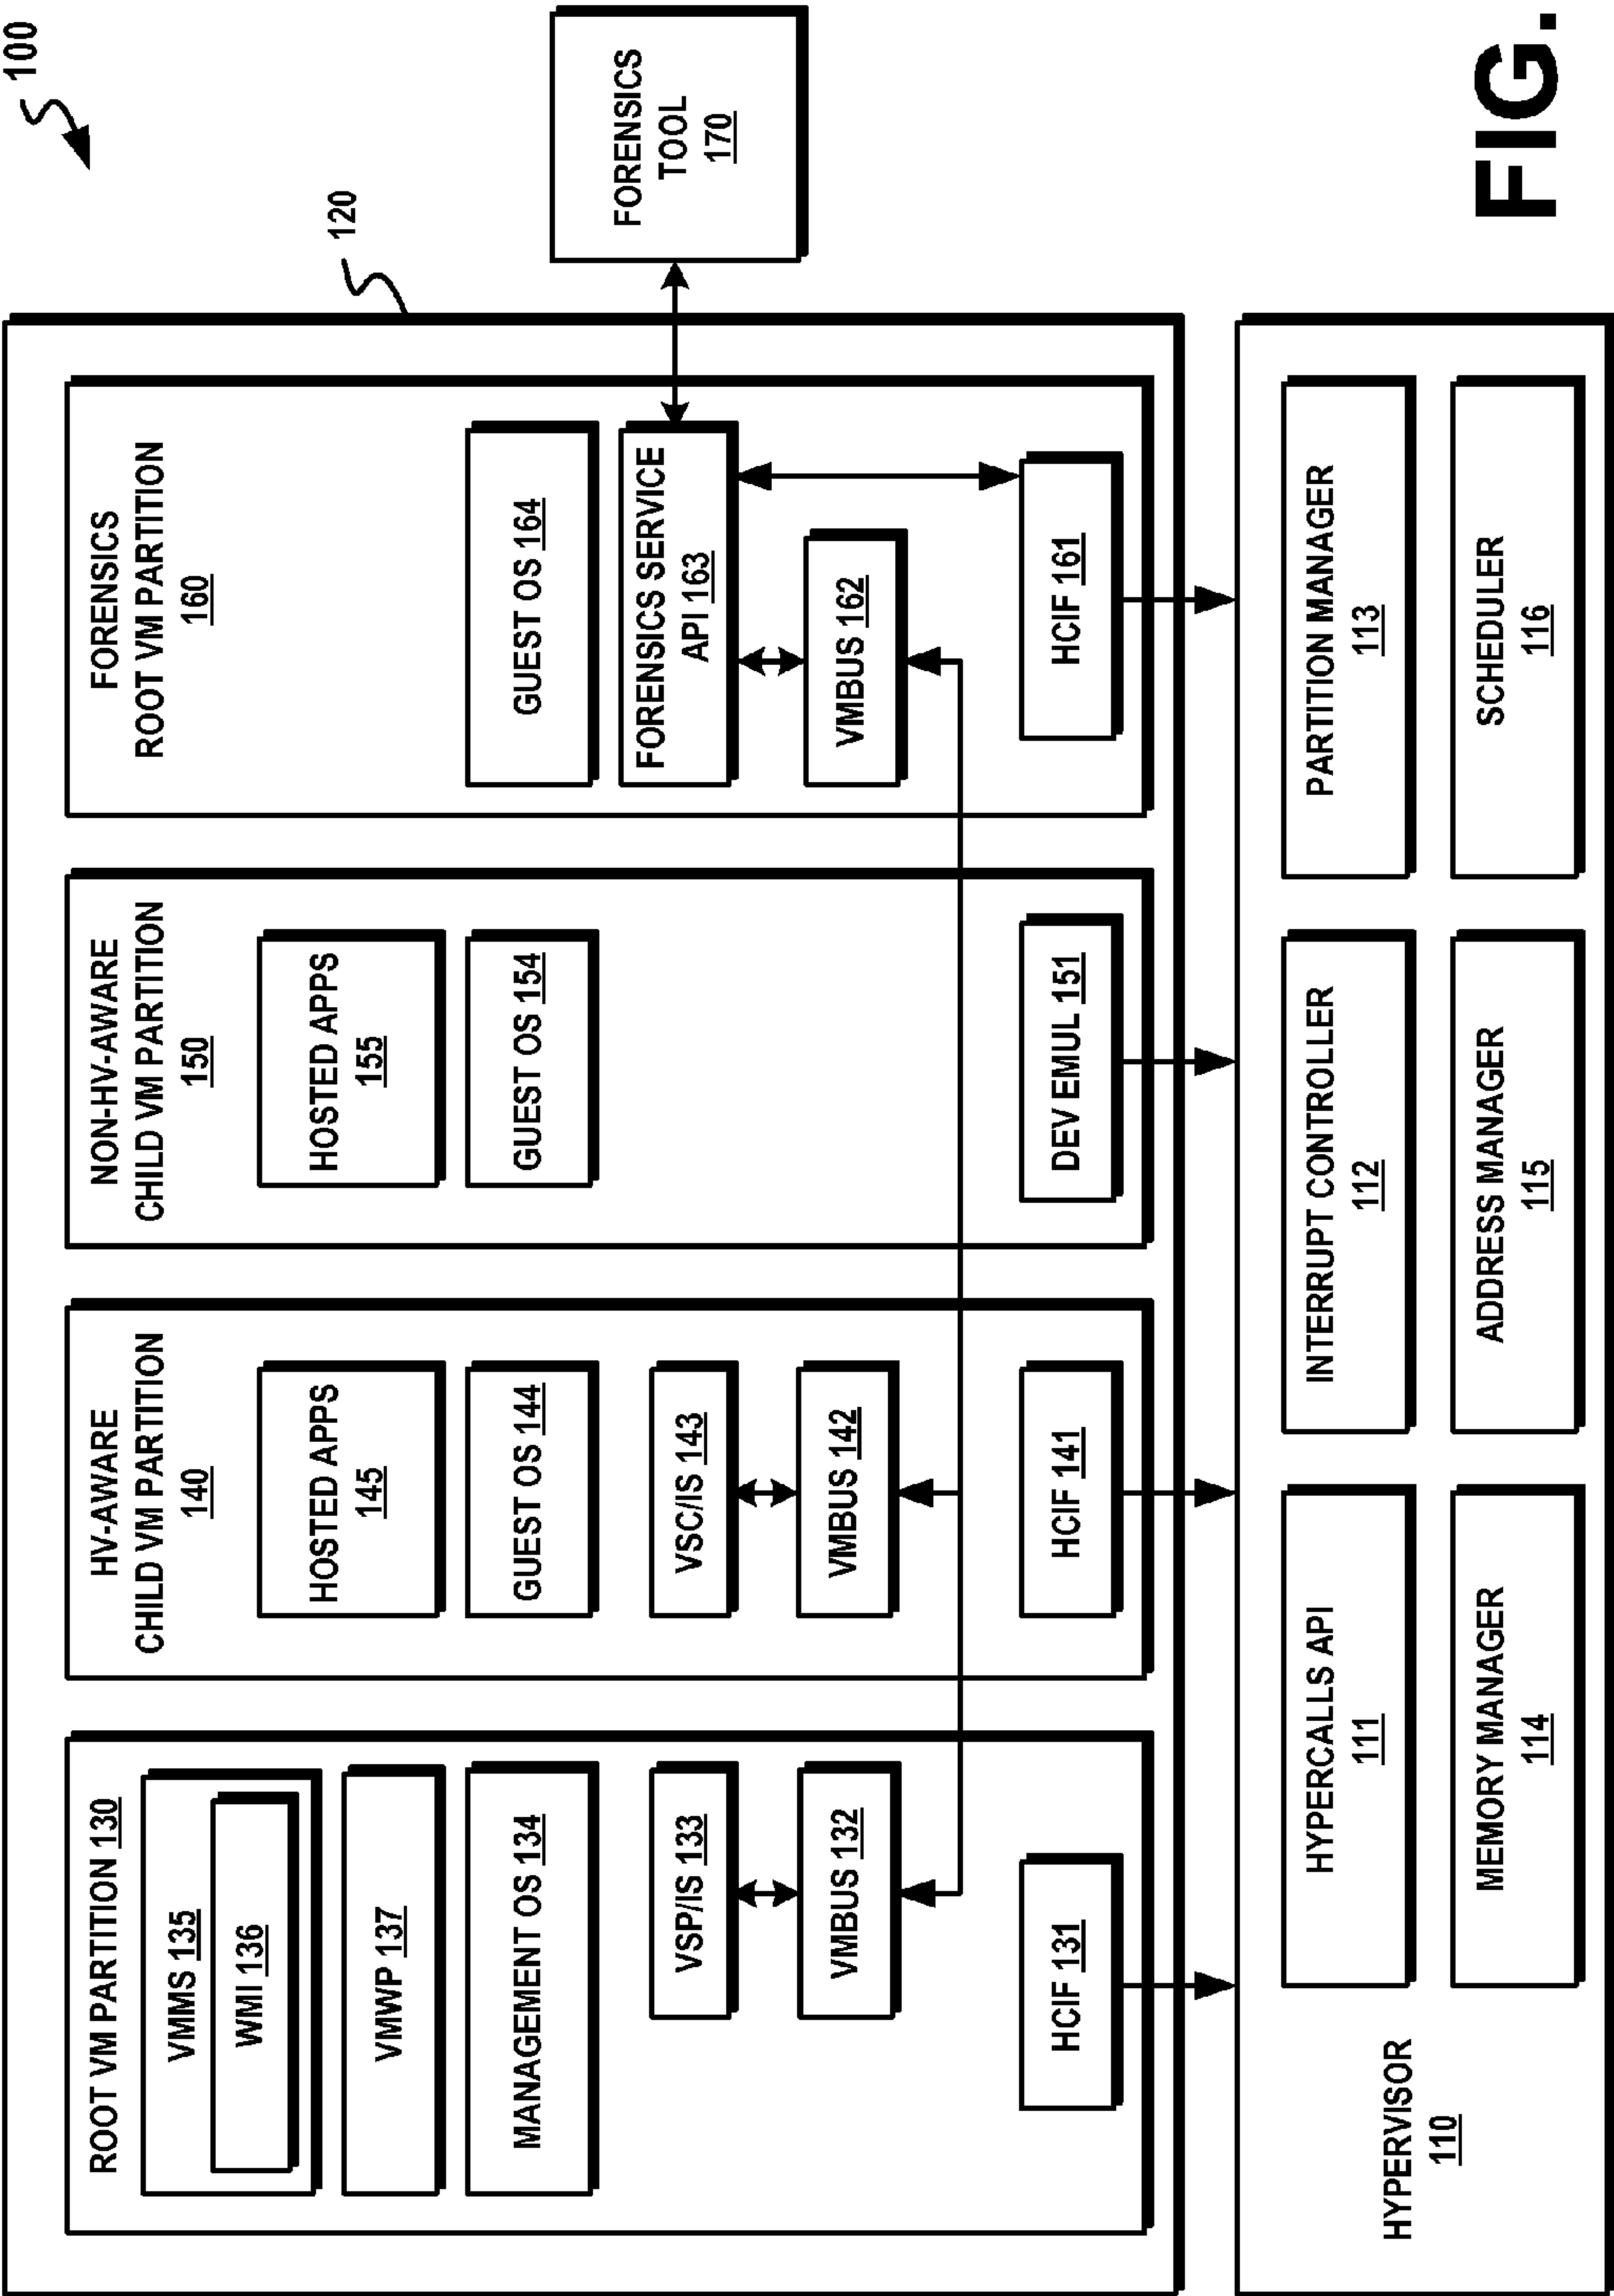 100
120
ROOT VM PARTITION 130
VMMS 135
WMI 136
VMWP 137
MANAGEMENT OS 134
VSP/IS 133
VMBUS 132
HCIF 131
HV-AWARE
CHILD VM PARTITION
140
HOSTED APPS
145
GUEST OS 144
VSC/IS 143
VMBUS 142
HCIF 141
NON-HV-AWARE
CHILD VM PARTITION
150
HOSTED APPS
155
GUEST OS 154
DEV EMUL 151
FORENSICS
ROOT VM PARTITION
160
GUEST OS 164
FORENSICS SERVICE
API 163
VMBUS 162
HCIF 161
FORENSICS
TOOL
170
HYPERVISOR
110
HYPERCALLS API
111
INTERRUPT CONTROLLER
112
PARTITION MANAGER
113
MEMORY MANAGER
114
ADDRESS MANAGER
115
SCHEDULER
116
FIG.